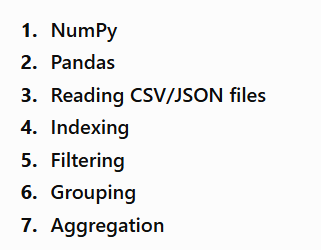 1. NumPy
2. Pandas
3. Reading CSV/JSON files
4. Indexing
5. Filtering
6. Grouping
7. Aggregation